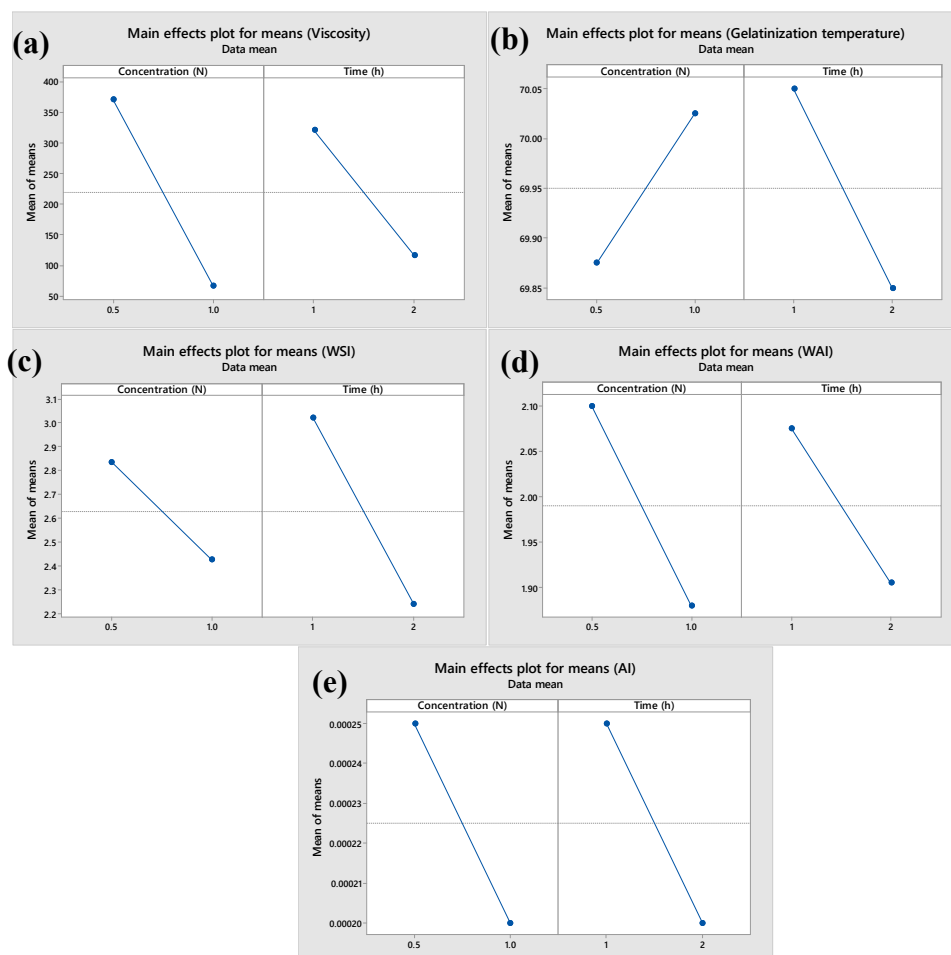 (a)
Main effects plot for means (Viscosity)
Data mean
Concentration (N)
Time (h)
Mean of means
400
350
300
250
200
150
100
50
0.5
1.0
1
2
(b)
Main effects plot for means (Gelatinization temperature)
Data mean
Concentration (N)
Time (h)
Mean of means
70.05
70.00
69.95
69.90
69.85
0.5
1.0
1
2
(c)
Main effects plot for means (WSI)
Data mean
Concentration (N)
Time (h)
Mean of means
3.1
3.0
2.9
2.8
2.7
2.6
2.5
2.4
2.3
2.2
0.5
1.0
1
2
(d)
Main effects plot for means (WAI)
Data mean
Concentration (N)
Time (h)
Mean of means
2.10
2.05
2.00
1.95
1.90
0.5
1.0
1
2
(e)
Main effects plot for means (AI)
Data mean
Concentration (N)
Time (h)
Mean of means
0.00025
0.00024
0.00023
0.00022
0.00021
0.00020
0.5
1.0
1
2